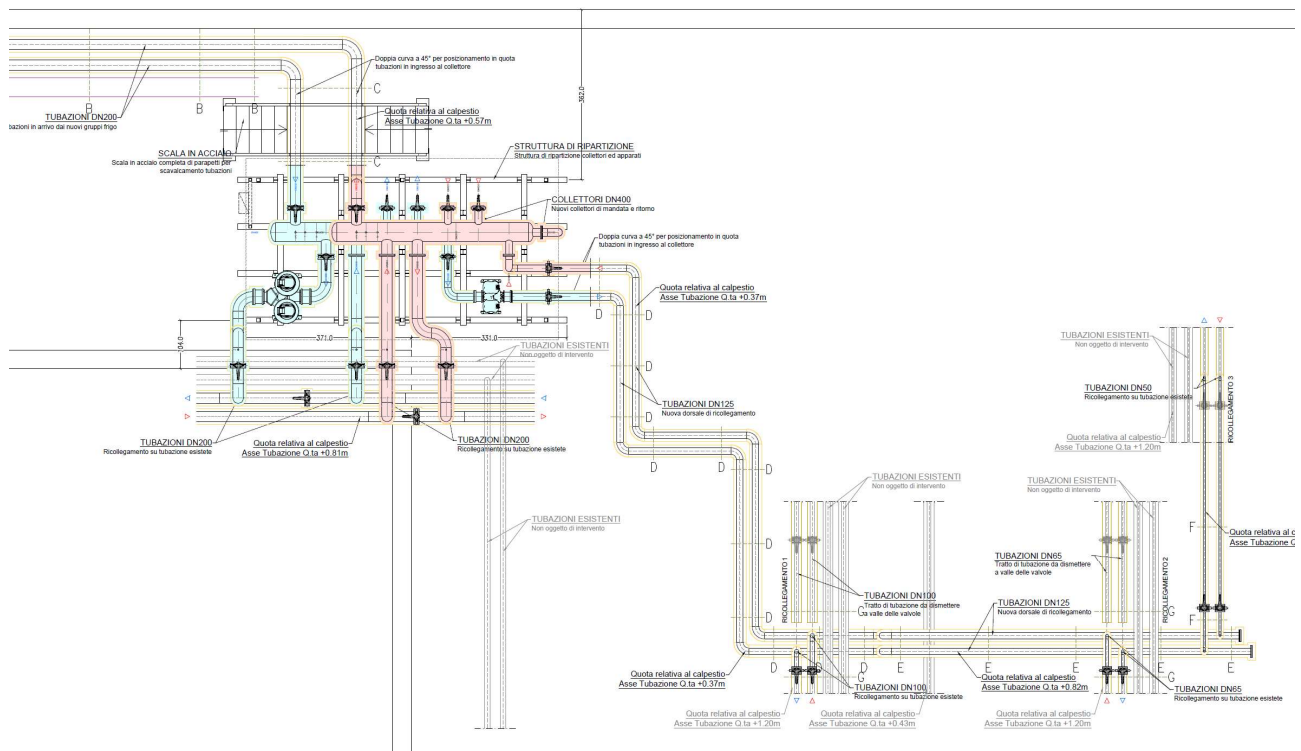 Doppia curva a 45° per posizionamento in quota
tubazioni in ingresso al collettore
C
B
B
B
TUBAZIONI DN200
bazioni in arrivo dai nuovi gruppi frigo
Quota relativa al calpestio
Asse Tubazione Q.ta +0.57m
362.0
SCALA IN ACCIAIO
Scala in acciaio completa di parapetti per
scavalcamento tubazioni
C
STRUTTURA DI RIPARTIZIONE
Struttura di ripartizione collettori ed apparati
COLLETTORI DN400
Nuovi collettori di mandata e ritorno
Doppia curva a 45° per posizionamento in quota
tubazioni in ingresso al collettore
Quota relativa al calpestio
Asse Tubazione Q.ta +0.37m
D
D
104.0
371.0
331.0
TUBAZIONI ESISTENTI
Non oggetto di intervento
D
TUBAZIONI DN125
Nuova dorsale di ricollegamento
D
TUBAZIONI ESISTENTI
Non oggetto di intervento
TUBAZIONI DN50
Ricollegamento su tubazione esistete
RICOLLEGAMENTO 3
Quota relativa al calpestio
Asse Tubazione Q.ta +1.20m
TUBAZIONI DN200
Ricollegamento su tubazione esistete
Quota relativa al calpestio
Asse Tubazione Q.ta +0.81m
TUBAZIONI DN200
Ricollegamento su tubazione esistete
D
D
D
TUBAZIONI ESISTENTI
Non oggetto di intervento
TUBAZIONI ESISTENTI
Non oggetto di intervento
TUBAZIONI ESISTENTI
Non oggetto di intervento
D
F
Quota relativa al c
Asse Tubazione Q
RICOLLEGAMENTO 1
TUBAZIONI DN65
Tratto di tubazione da dismettere
a valle delle valvole
RICOLLEGAMENTO 2
TUBAZIONI DN100
Tratto di tubazione da dismettere
a valle delle valvole
G
TUBAZIONI DN125
Nuova dorsale di ricollegamento
G
D
F
D
D
D
E
E
E
E
E
G
G
Quota relativa al calpestio
Asse Tubazione Q.ta +0.37m
TUBAZIONI DN100
Ricollegamento su tubazione esistete
Quota relativa al calpestio
Asse Tubazione Q.ta +0.82m
TUBAZIONI DN65
Ricollegamento su tubazione esistete
Quota relativa al calpestio
Asse Tubazione Q.ta +1.20m
Quota relativa al calpestio
Asse Tubazione Q.ta +0.43m
Quota relativa al calpestio
Asse Tubazione Q.ta +1.20m